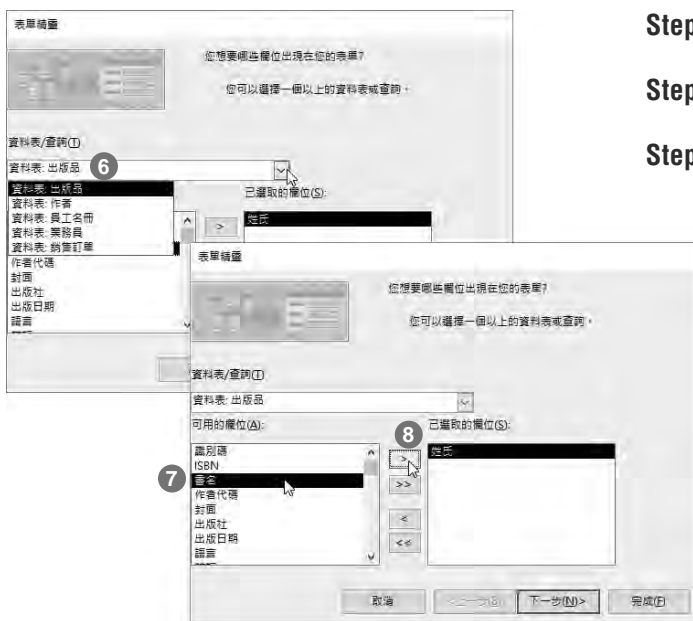 表單精靈
您想要哪些欄位出現在您的表單?
您可以選擇一個以上的資料表或查詢。
資料表/查詢(T)
資料表: 出版品 6
資料表: 出版品
資料表: 作者
資料表: 員工名冊
資料表: 業務員
資料表: 銷售訂單
作者代碼
封面
出版社
出版日期
語言
已選取的欄位(S):
>
姓氏
Step
Step
Step
表單精靈
您想要哪些欄位出現在您的表單?
您可以選擇一個以上的資料表或查詢。
資料表/查詢(T)
資料表: 出版品
可用的欄位(A):
識別碼
ISBN
7 書名
作者代碼
封面
出版社
出版日期
語言
8
>
>>
<
<<
已選取的欄位(S):
姓氏
取消
<上一步(B)
下一步(N)>
完成(F)